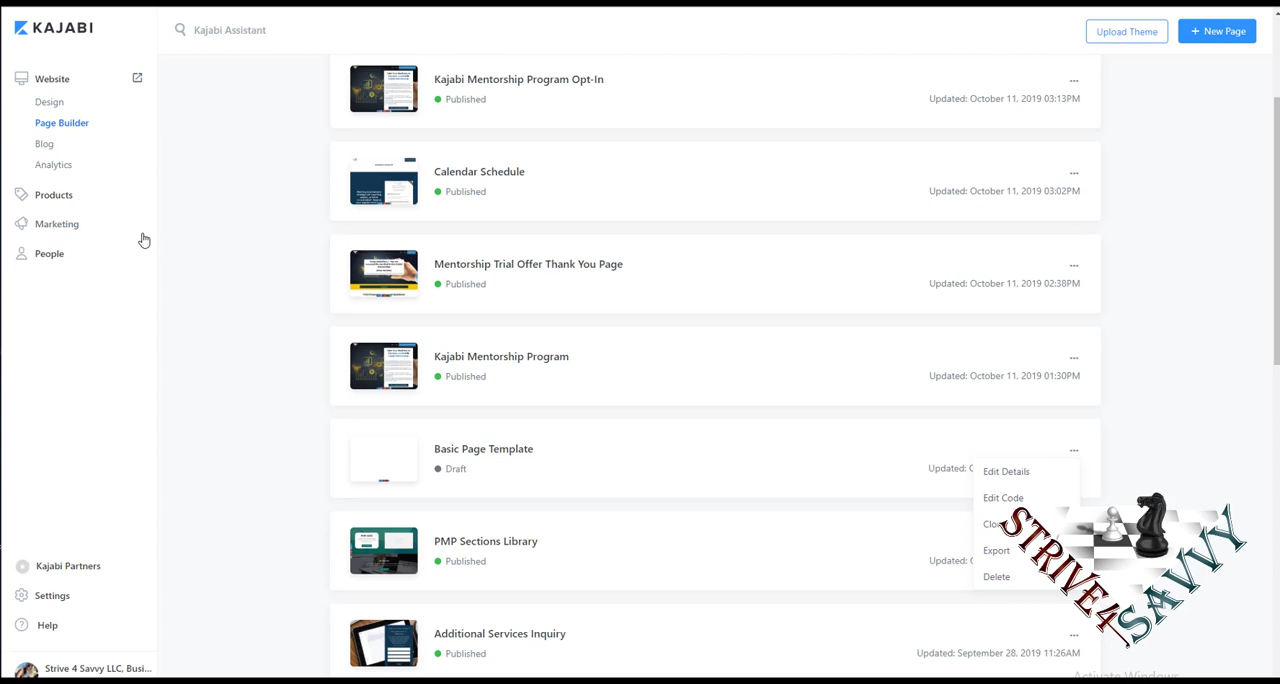 KAJABI
Kajabi Assistant
Upload Theme
+ New Page
Website
Design
Page Builder
Blog
Analytics
Products
Marketing
People
Kajabi Partners
Settings
Help
Strive 4 Savvy LLC, Busi...
Kajabi Mentorship Program Opt-In
Published
Updated: October 11, 2019 03:13PM
Calendar Schedule
Published
Updated: October 11, 2019 03:02PM
Mentorship Trial Offer Thank You Page
Published
Updated: October 11, 2019 02:38PM
Kajabi Mentorship Program
Published
Updated: October 11, 2019 01:30PM
Basic Page Template
Draft
Updated:
Edit Details
Edit Code
Export
Delete
PMP Sections Library
Published
Updated:
Additional Services Inquiry
Published
Updated: September 28, 2019 11:26AM
STRIVE4
SAVVY
Activate Windows